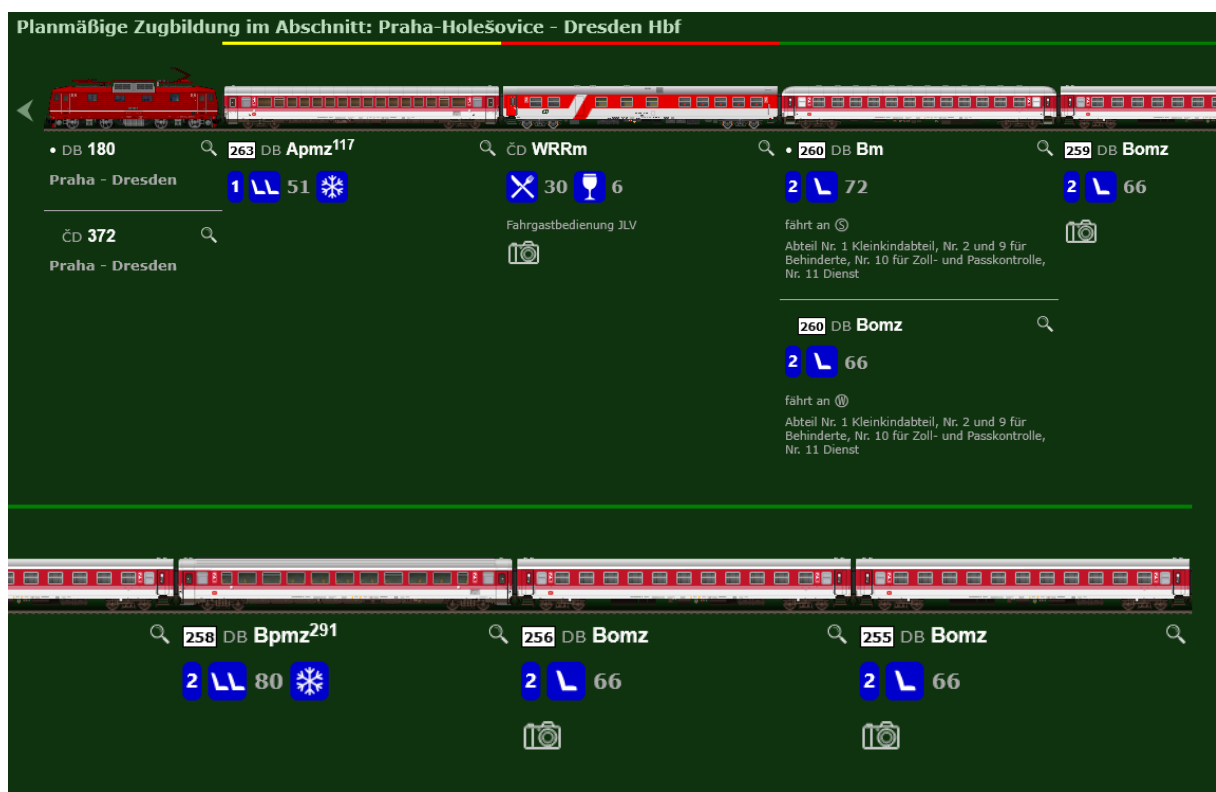 Planmäßige Zugbildung im Abschnitt: Praha-Holešovice - Dresden Hbf
• DB 180
Praha - Dresden
ČD 372
Praha - Dresden
263 DB Apmz117
1 51
ČD WRRm
30 6
Fahrgastbedienung JLV
• 260 DB Bm
2 72
fährt an Ⓢ
Abteil Nr. 1 Kleinkindabteil, Nr. 2 und 9 für
Behinderte, Nr. 10 für Zoll- und Passkontrolle,
Nr. 11 Dienst
260 DB Bomz
2 66
fährt an Ⓦ
Abteil Nr. 1 Kleinkindabteil, Nr. 2 und 9 für
Behinderte, Nr. 10 für Zoll- und Passkontrolle,
Nr. 11 Dienst
259 DB Bomz
2 66
258 DB Bpmz291
2 80
256 DB Bomz
2 66
255 DB Bomz
2 66